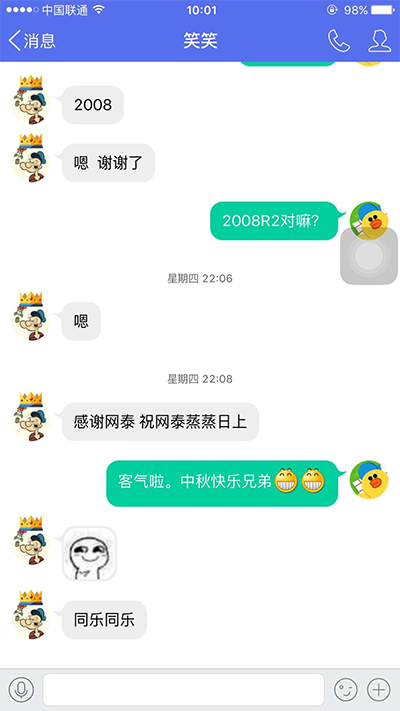 中国联通 10:01 98%
消息 笑笑
2008
嗯 谢谢了
2008R2对嘛?
星期四 22:06
嗯
星期四 22:08
感谢网泰 祝网泰蒸蒸日上
客气啦。中秋快乐兄弟
同乐同乐